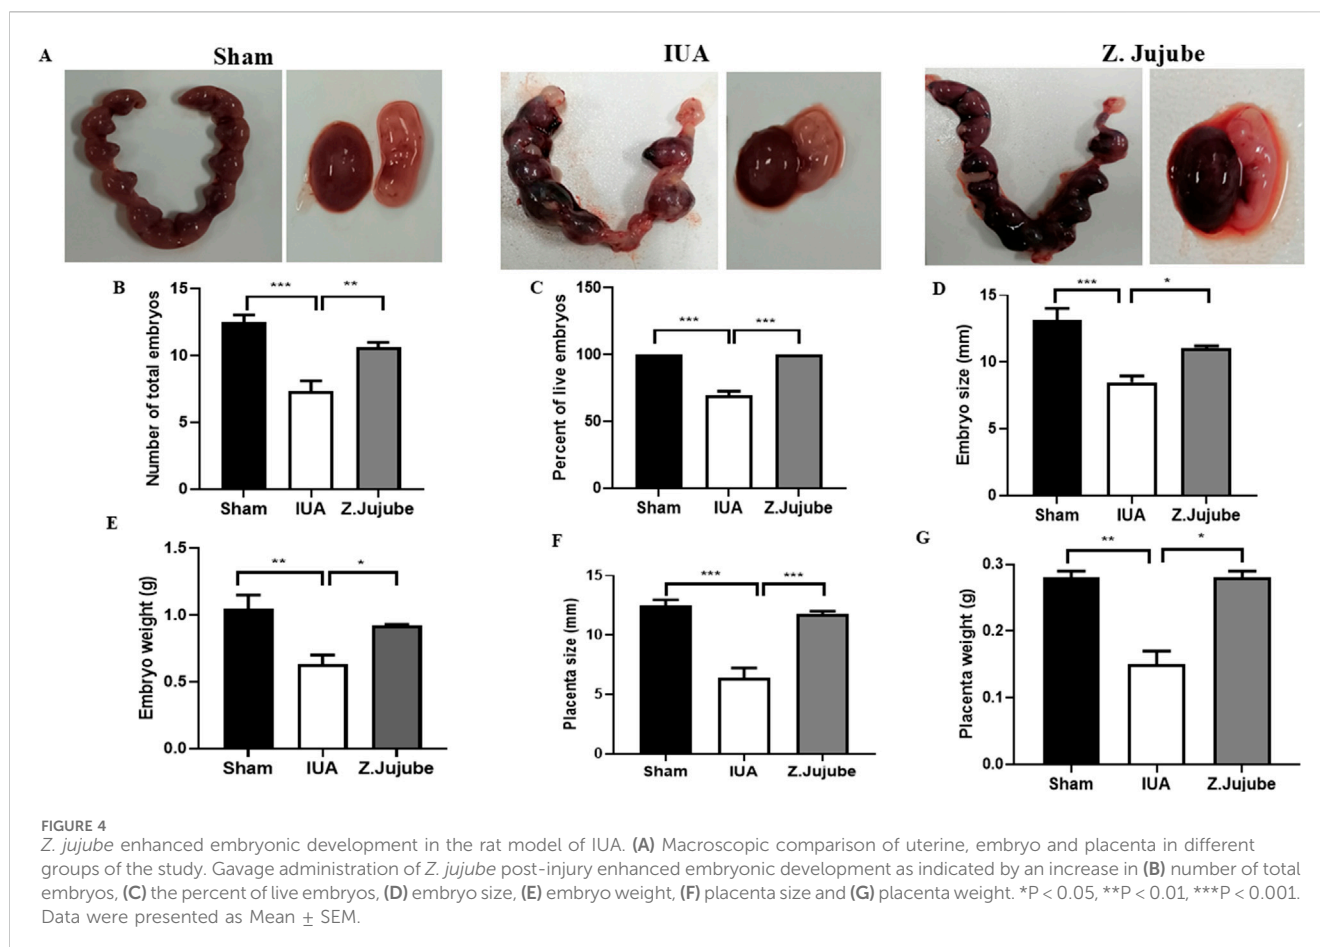 A
Sham
IUA
Z. Jujube
B
***
**
15
10
5
0
Number of total embryos
Sham IUA Z.Jujube
C
***
***
150
100
50
0
Percent of live embryos
Sham IUA Z.Jujube
D
***
*
15
10
5
0
Embryo size (mm)
Sham IUA Z.Jujube
E
**
*
1.5
1.0
0.5
0.0
Embryo weight (g)
Sham IUA Z.Jujube
F
***
***
15
10
5
0
Placenta size (mm)
Sham IUA Z.Jujube
G
**
*
0.3
0.2
0.1
0.0
Placenta weight (g)
Sham IUA Z.Jujube
FIGURE 4
Z. jujube enhanced embryonic development in the rat model of IUA. (A) Macroscopic comparison of uterine, embryo and placenta in different
groups of the study. Gavage administration of Z. jujube post-injury enhanced embryonic development as indicated by an increase in (B) number of total
embryos, (C) the percent of live embryos, (D) embryo size, (E) embryo weight, (F) placenta size and (G) placenta weight. *P < 0.05, **P < 0.01, ***P < 0.001.
Data were presented as Mean ± SEM.